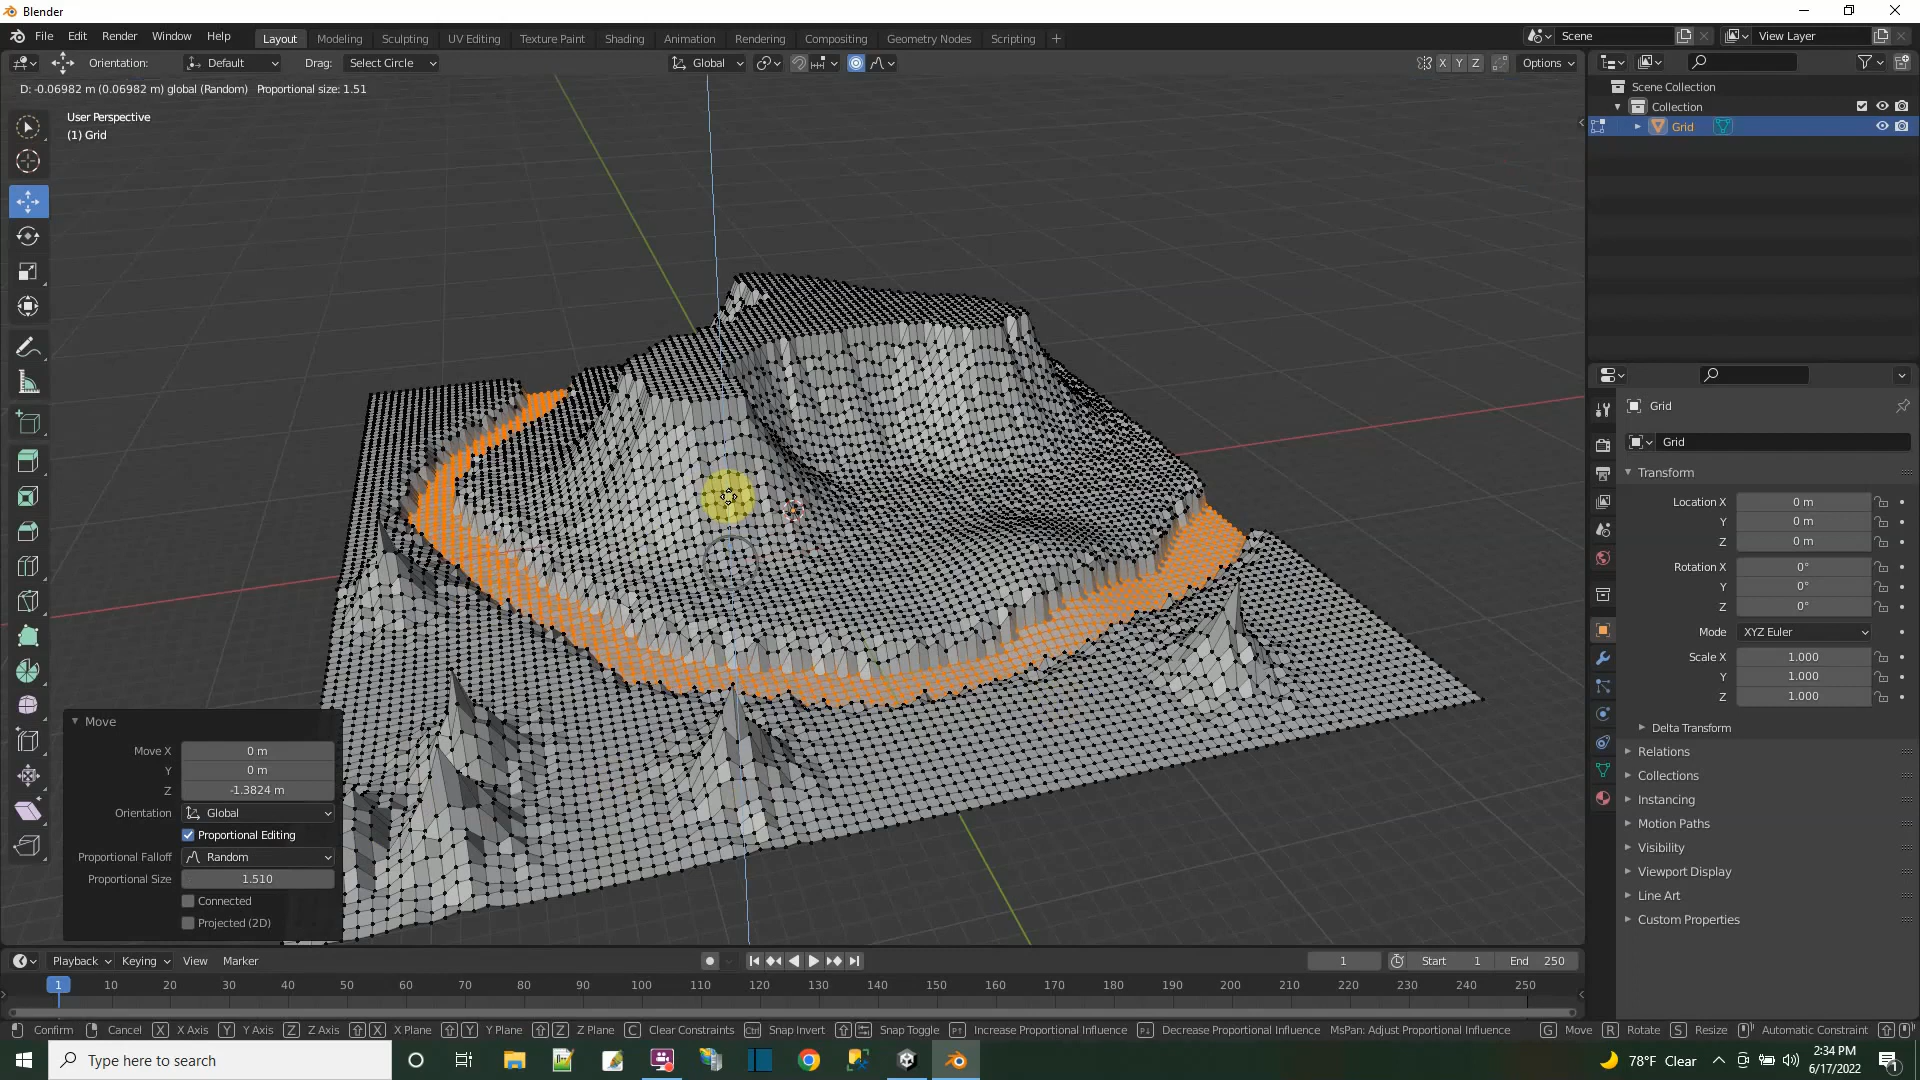 Blender
File Edit Render Window Help Layout Modeling Sculpting UV Editing Texture Paint Shading Animation Rendering Compositing Geometry Nodes Scripting + Scene View Layer
Orientation: Default Drag: Select Circle Global X Y Z Options
D: -0.06982 m (0.06982 m) global (Random) Proportional size: 1.51
User Perspective
(1) Grid
Scene Collection
Collection
Grid
Grid
Grid
Transform
Location X 0 m
Y 0 m
Z 0 m
Rotation X 0°
Y 0°
Z 0°
Mode XYZ Euler
Scale X 1.000
Y 1.000
Z 1.000
Delta Transform
Relations
Collections
Instancing
Motion Paths
Visibility
Viewport Display
Line Art
Custom Properties
Move
Move X 0 m
Y 0 m
Z -1.3824 m
Orientation Global
Proportional Editing
Proportional Falloff Random
Proportional Size 1.510
Connected
Projected (2D)
Playback Keying View Marker 1 Start 1 End 250
1 10 20 30 40 50 60 70 80 90 100 110 120 130 140 150 160 170 180 190 200 210 220 230 240 250
Confirm Cancel X X Axis Y Y Axis Z Z Axis X X Plane Y Y Plane Z Z Plane C Clear Constraints Ctrl Snap Invert Snap Toggle Increase Proportional Influence Decrease Proportional Influence MsPan: Adjust Proportional Influence G Move R Rotate S Resize Automatic Constraint
Type here to search 78°F Clear 2:34 PM
6/17/2022 1